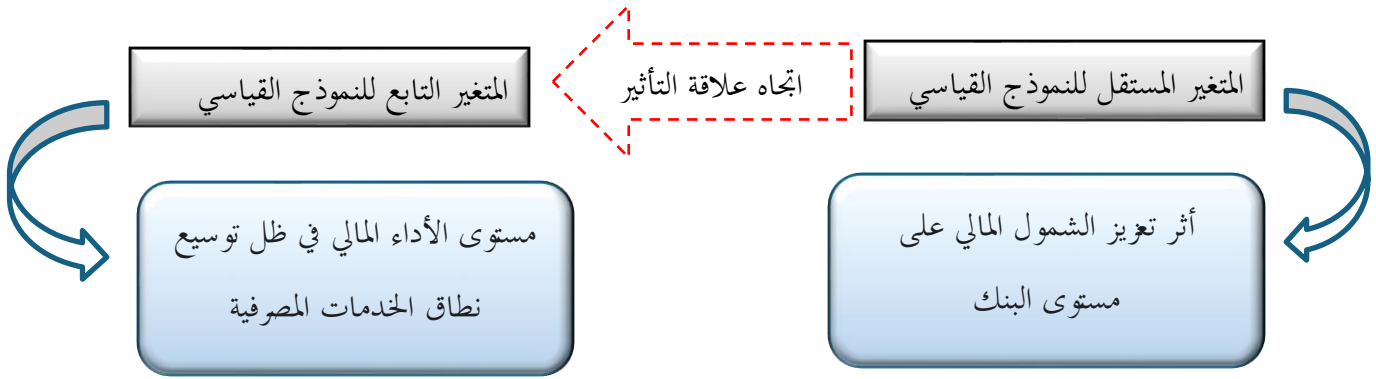 المتغير المستقل للنموذج القياسي
اتجاه علاقة التأثير
المتغير التابع للنموذج القياسي
أثر تعزيز الشمول المالي على
مستوى البنك
مستوى الأداء المالي في ظل توسيع
نطاق الخدمات المصرفية